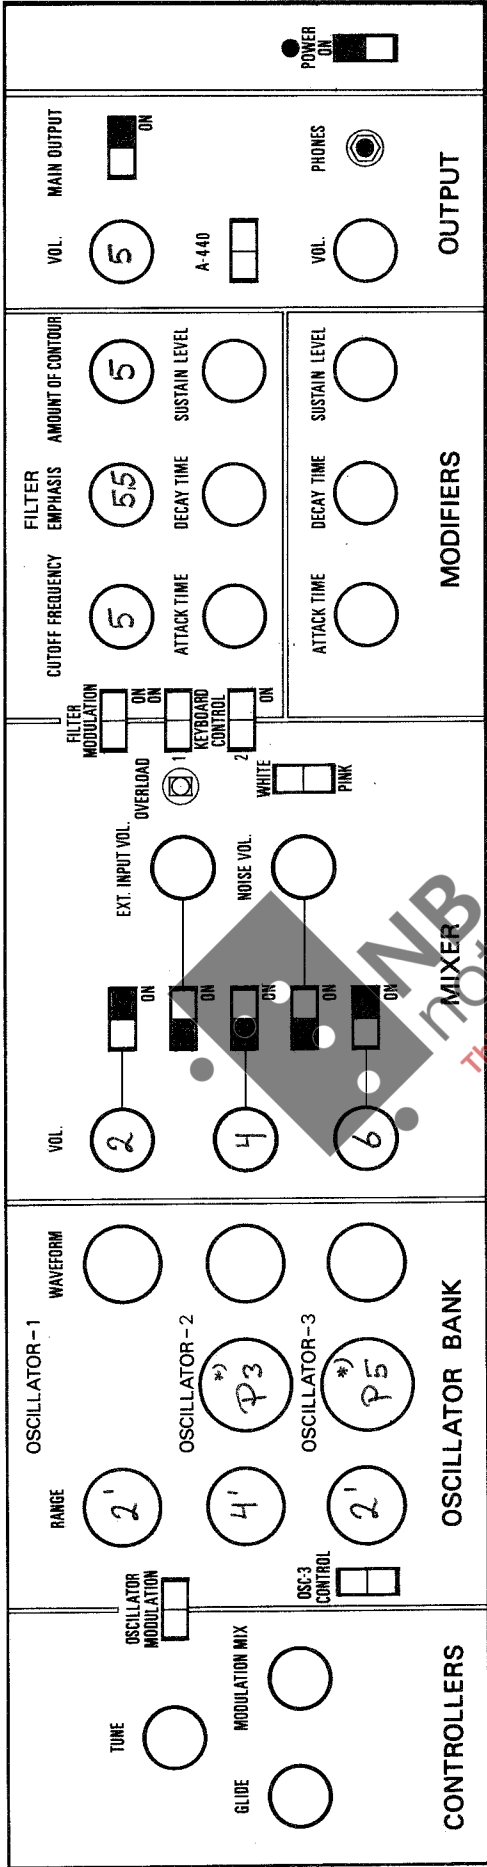 CONTROLLERS
TUNE
GLIDE
MODULATION MIX
OSCILLATOR
MODULATION
OSC-3
CONTROL
OSCILLATOR BANK
RANGE
OSCILLATOR-1
WAVEFORM
2'
OSCILLATOR-2
4'
*)
P3
OSCILLATOR-3
2'
*)
P5
MIXER
VOL.
2
ON
EXT. INPUT VOL.
ON
OVERLOAD
4
ON
NOISE VOL.
ON
WHITE
PINK
6
ON
MODIFIERS
FILTER
CUTOFF FREQUENCY
EMPHASIS
AMOUNT OF CONTOUR
FILTER
MODULATION
ON
5
55
5
ON
1
KEYBOARD
CONTROL
2
ON
ATTACK TIME
DECAY TIME
SUSTAIN LEVEL
ATTACK TIME
DECAY TIME
SUSTAIN LEVEL
OUTPUT
VOL.
MAIN OUTPUT
5
ON
A-440
VOL.
PHONES
POWER
ON
NB
not
Th